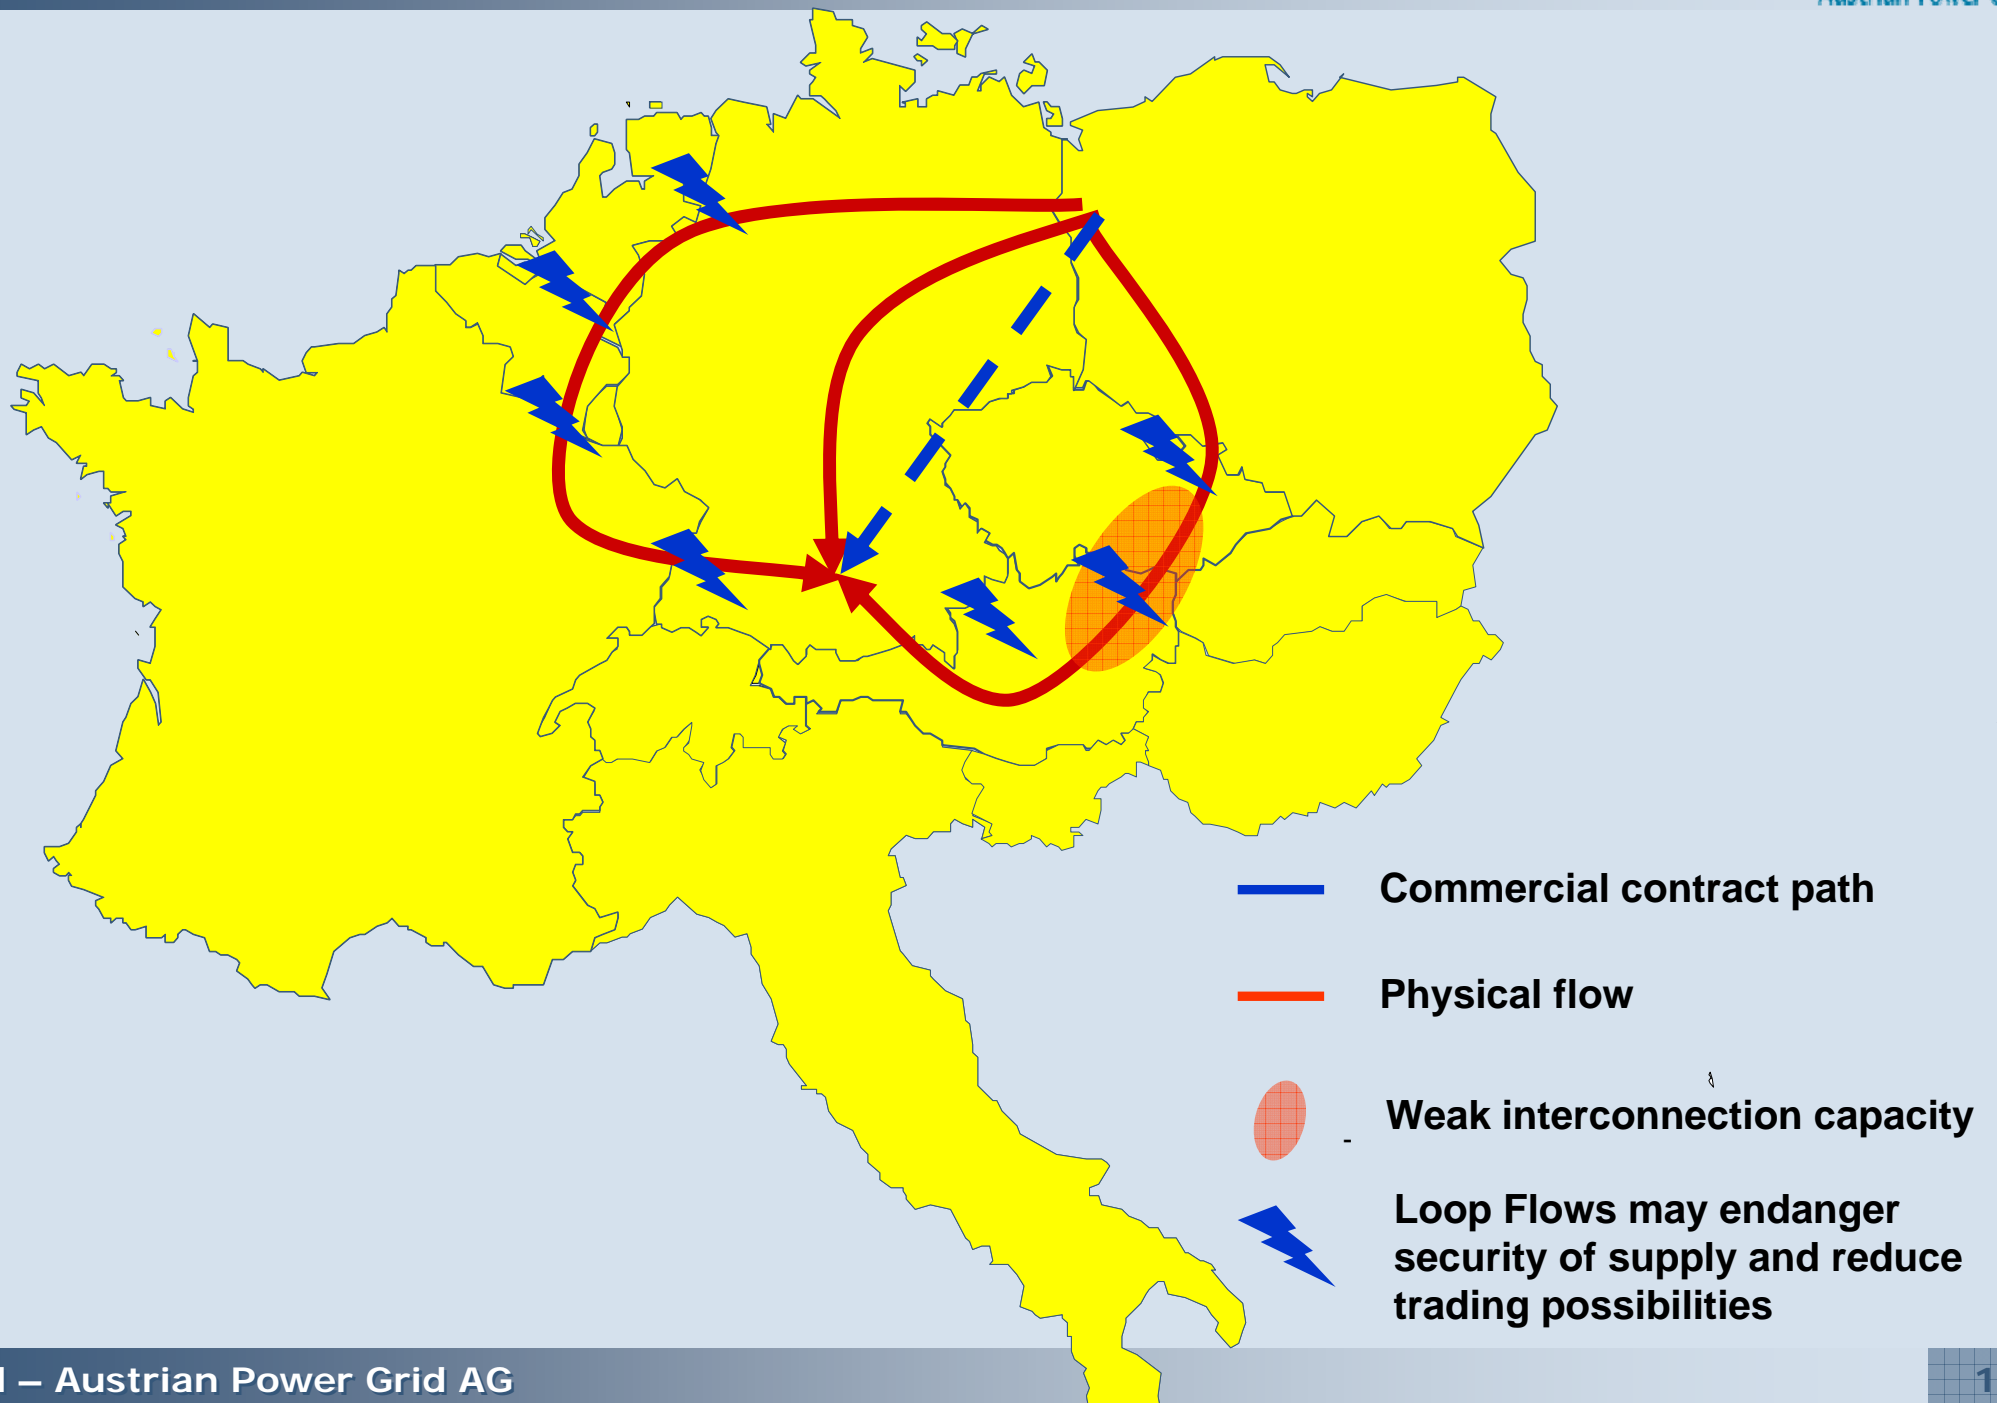 Commercial contract path
Physical flow
Weak interconnection capacity
-
Loop Flows may endanger
security of supply and reduce
trading possibilities
– Austrian Power Grid AG
1